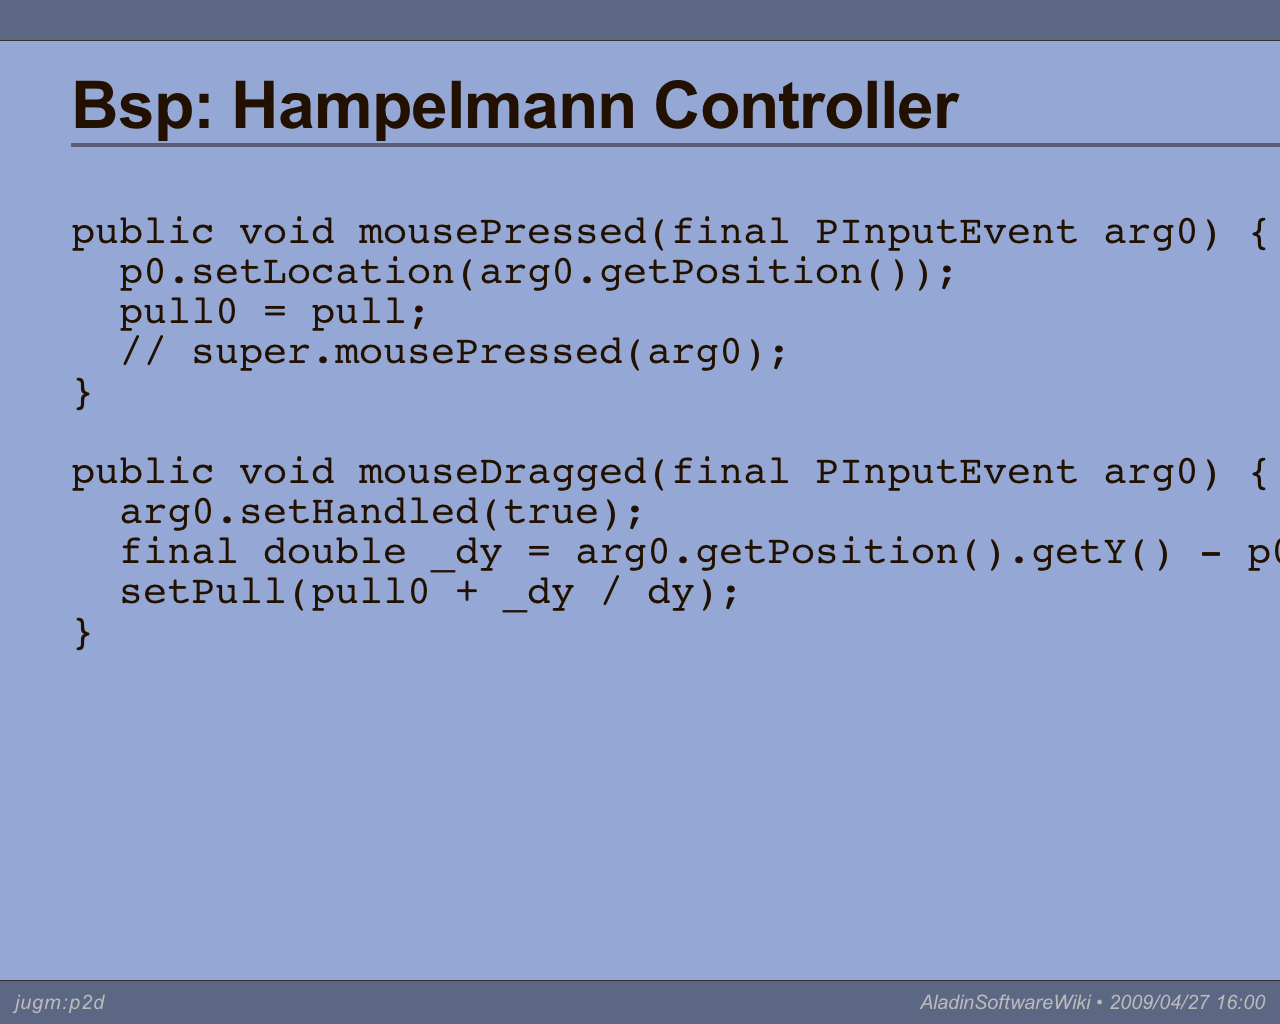 Bsp: Hampelmann Controller
public void mousePressed(final PInputEvent arg0) {
  p0.setLocation(arg0.getPosition());
  pull0 = pull;
  // super.mousePressed(arg0);
}
public void mouseDragged(final PInputEvent arg0) {
  arg0.setHandled(true);
  final double _dy = arg0.getPosition().getY() - p0
  setPull(pull0 + _dy / dy);
}
jugm:p2d
AladinSoftwareWiki • 2009/04/27 16:00